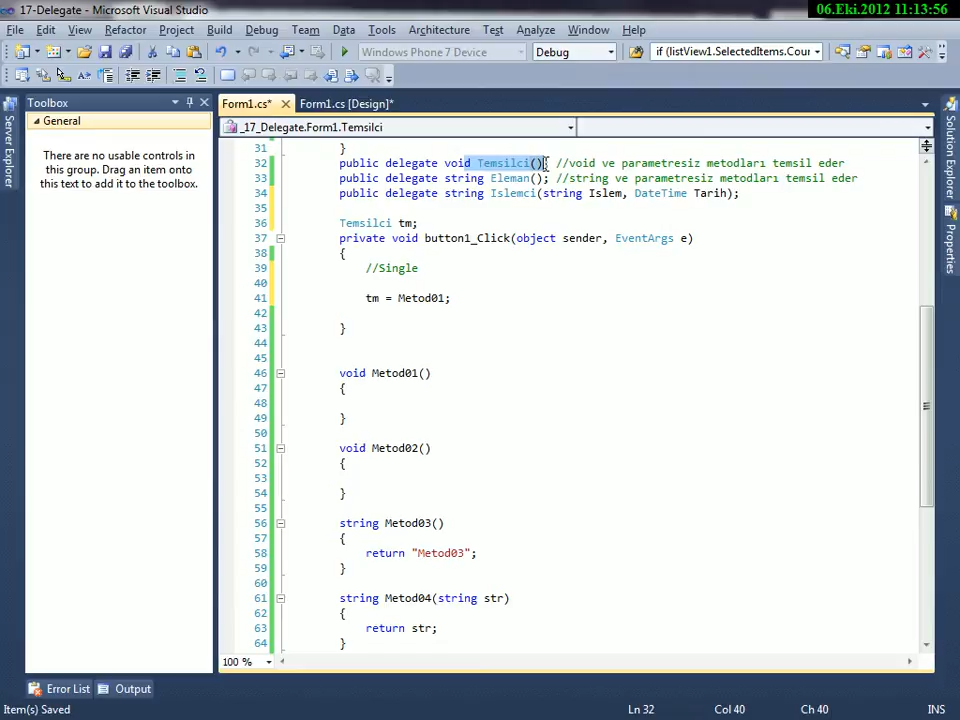 06.Eki.2012 11:13:56
17-Delegate - Microsoft Visual Studio
File Edit View Refactor Project Build Debug Team Data Tools Architecture Test Analyze Window Help
Windows Phone 7 Device Debug if (listView1.SelectedItems.Cour
Toolbox
General
There are no usable controls in
this group. Drag an item onto
this text to add it to the toolbox.
Server Explorer
Solution Explorer
Properties
Form1.cs* Form1.cs [Design]*
_17_Delegate.Form1.Temsilci
31 }
32 public delegate void Temsilci(); //void ve parametresiz metodları temsil eder
33 public delegate string Eleman(); //string ve parametresiz metodları temsil eder
34 public delegate string Islemci(string Islem, DateTime Tarih);
35
36 Temsilci tm;
37 private void button1_Click(object sender, EventArgs e)
38 {
39 //Single
40
41 tm = Metod01;
42
43 }
44
45
46 void Metod01()
47 {
48
49 }
50
51 void Metod02()
52 {
53
54 }
55
56 string Metod03()
57 {
58 return "Metod03";
59 }
60
61 string Metod04(string str)
62 {
63 return str;
64 }
100 %
Error List Output
Item(s) Saved Ln 32 Col 40 Ch 40 INS